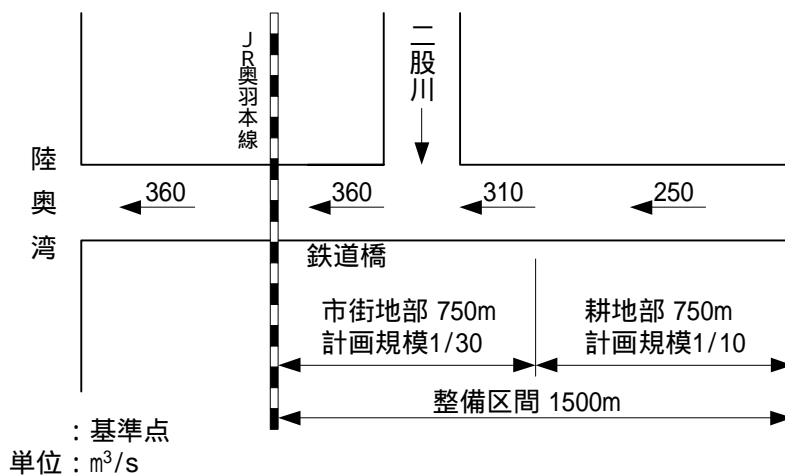 JR奥羽本線
二股川
陸奥湾
360
360
310
250
鉄道橋
市街地部 750m
計画規模1/30
耕地部 750m
計画規模1/10
整備区間 1500m
：基準点
単位：m³/s